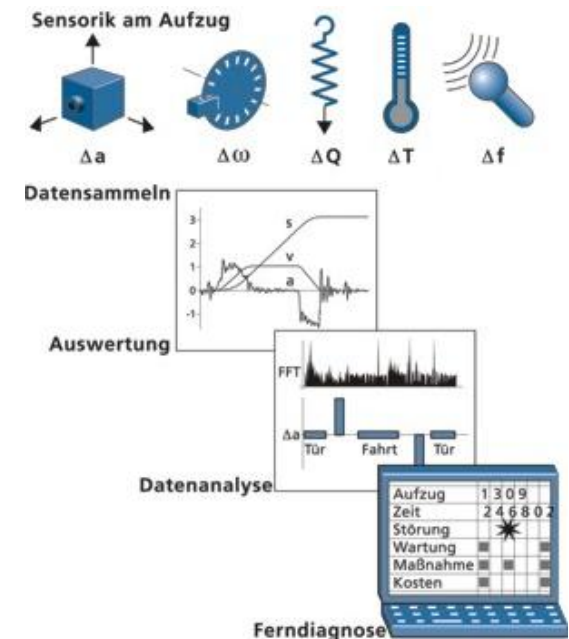 Sensorik am Aufzug
Δa Δω ΔQ ΔT Δf
Datensammeln
3
2
1
0
-1
s
v
a
Auswertung
FFT
Δa
Tür Fahrt Tür
Datenanalyse
Aufzug 1 3 0 9
Zeit 2 4 6 8 0 2
Störung
Wartung
Maßnahme
Kosten
Ferndiagnose